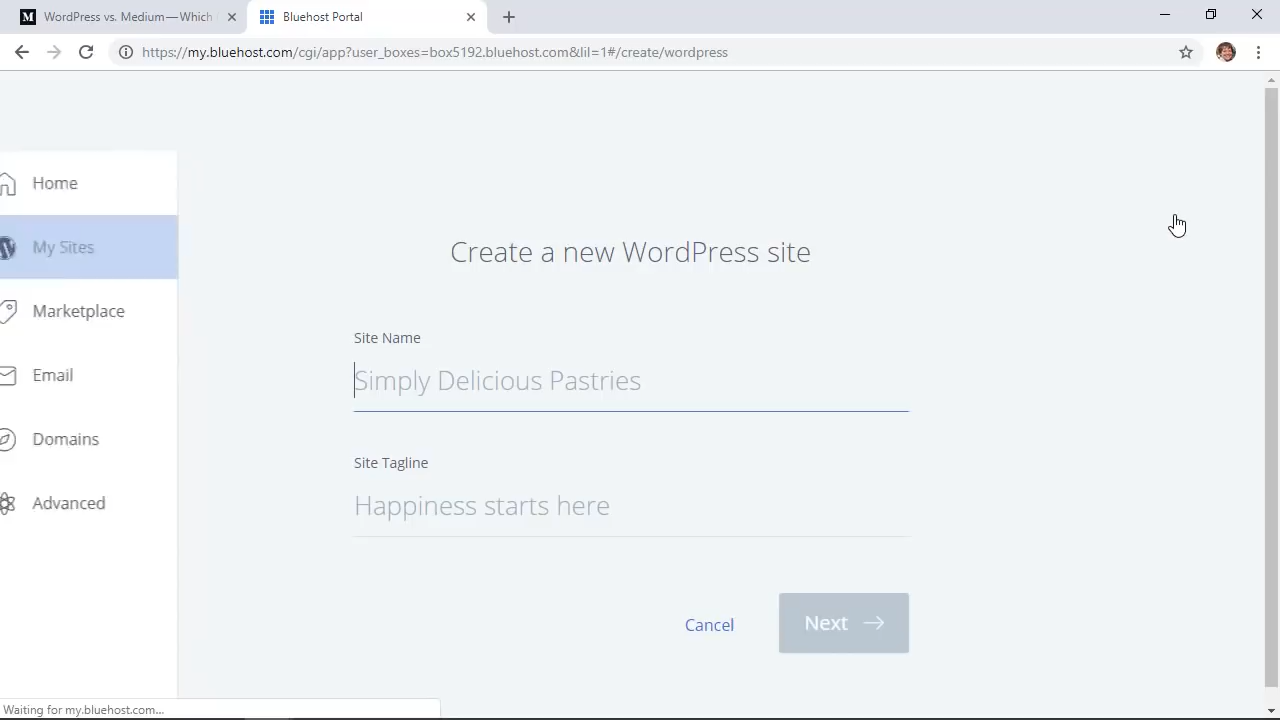 WordPress vs. Medium — Which
Bluehost Portal
https://my.bluehost.com/cgi/app?user_boxes=box5192.bluehost.com&lil=1#/create/wordpress
Home
My Sites
Marketplace
Email
Domains
Advanced
Create a new WordPress site
Site Name
Simply Delicious Pastries
Site Tagline
Happiness starts here
Cancel
Next
Waiting for my.bluehost.com...